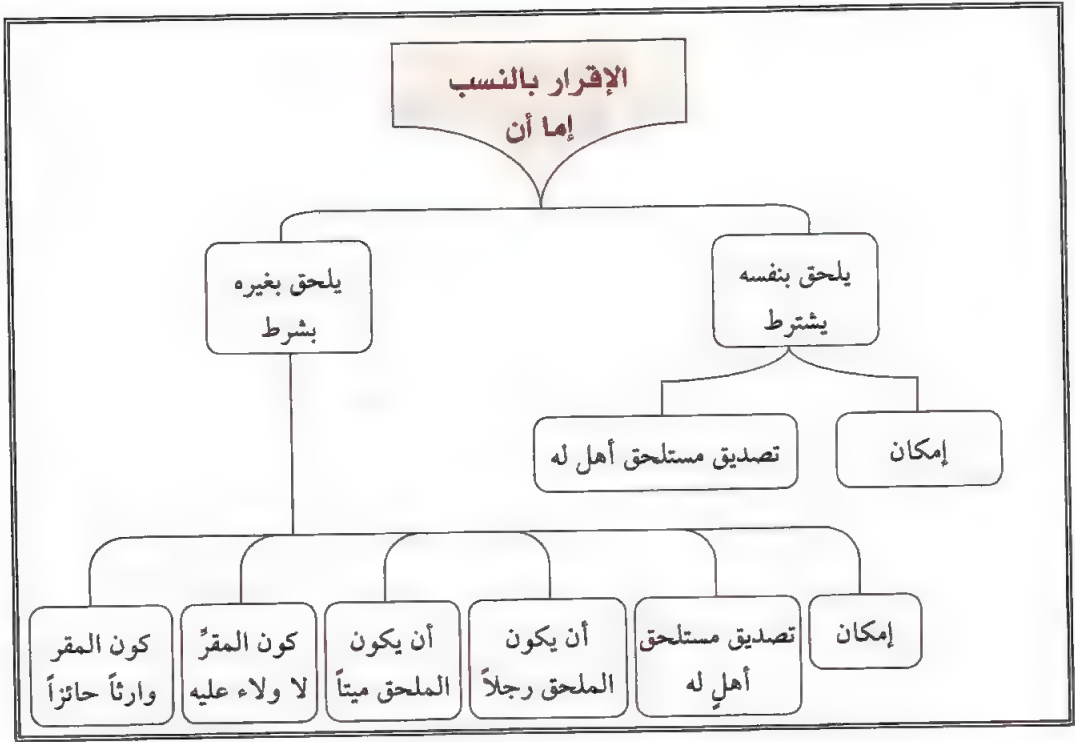 الإقرار بالنسب
إما أن
يلحق بنفسه
يشترط
يلحق بغيره
بشرط
إمكان
تصديق مستلحق أهل له
إمكان
تصديق مستلحق
أهلٍ له
أن يكون
الملحق رجلاً
أن يكون
الملحق ميتاً
كون المقرِّ
لا ولاء عليه
كون المقر
وارثاً حائزاً